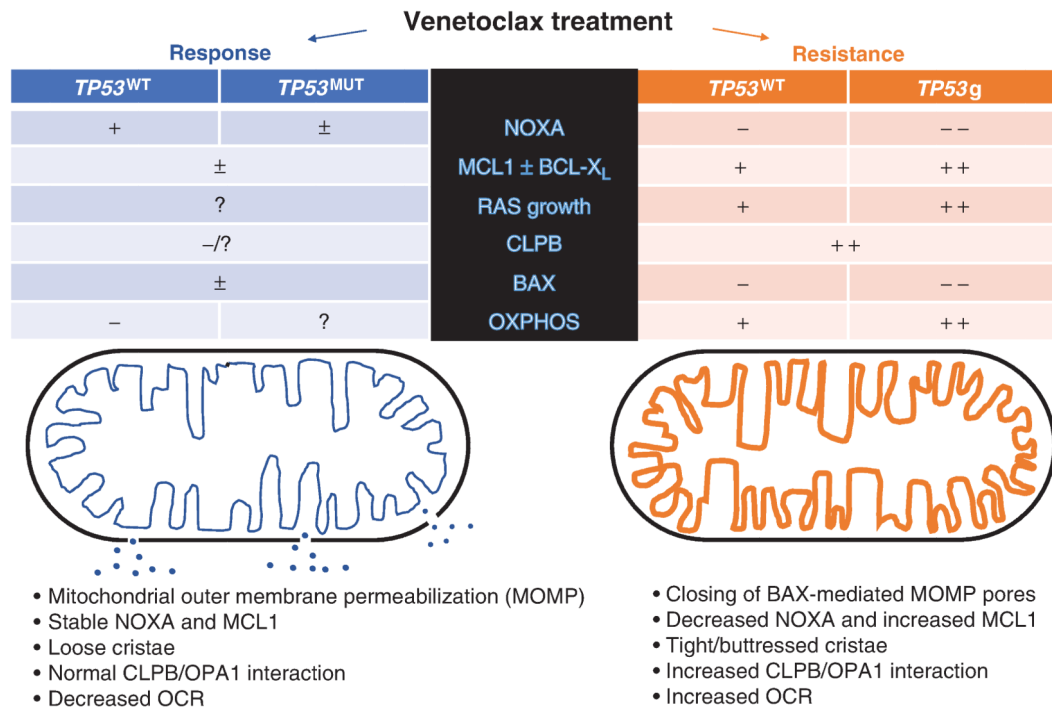 Venetoclax treatment
Response Resistance
TP53WT TP53MUT TP53WT TP53g
+ ± NOXA – – –
± MCL1 ± BCL-XL + + +
? RAS growth + + +
–/? CLPB + +
± BAX – – –
– ? OXPHOS + + +
• Mitochondrial outer membrane permeabilization (MOMP)
• Stable NOXA and MCL1
• Loose cristae
• Normal CLPB/OPA1 interaction
• Decreased OCR
• Closing of BAX-mediated MOMP pores
• Decreased NOXA and increased MCL1
• Tight/buttressed cristae
• Increased CLPB/OPA1 interaction
• Increased OCR